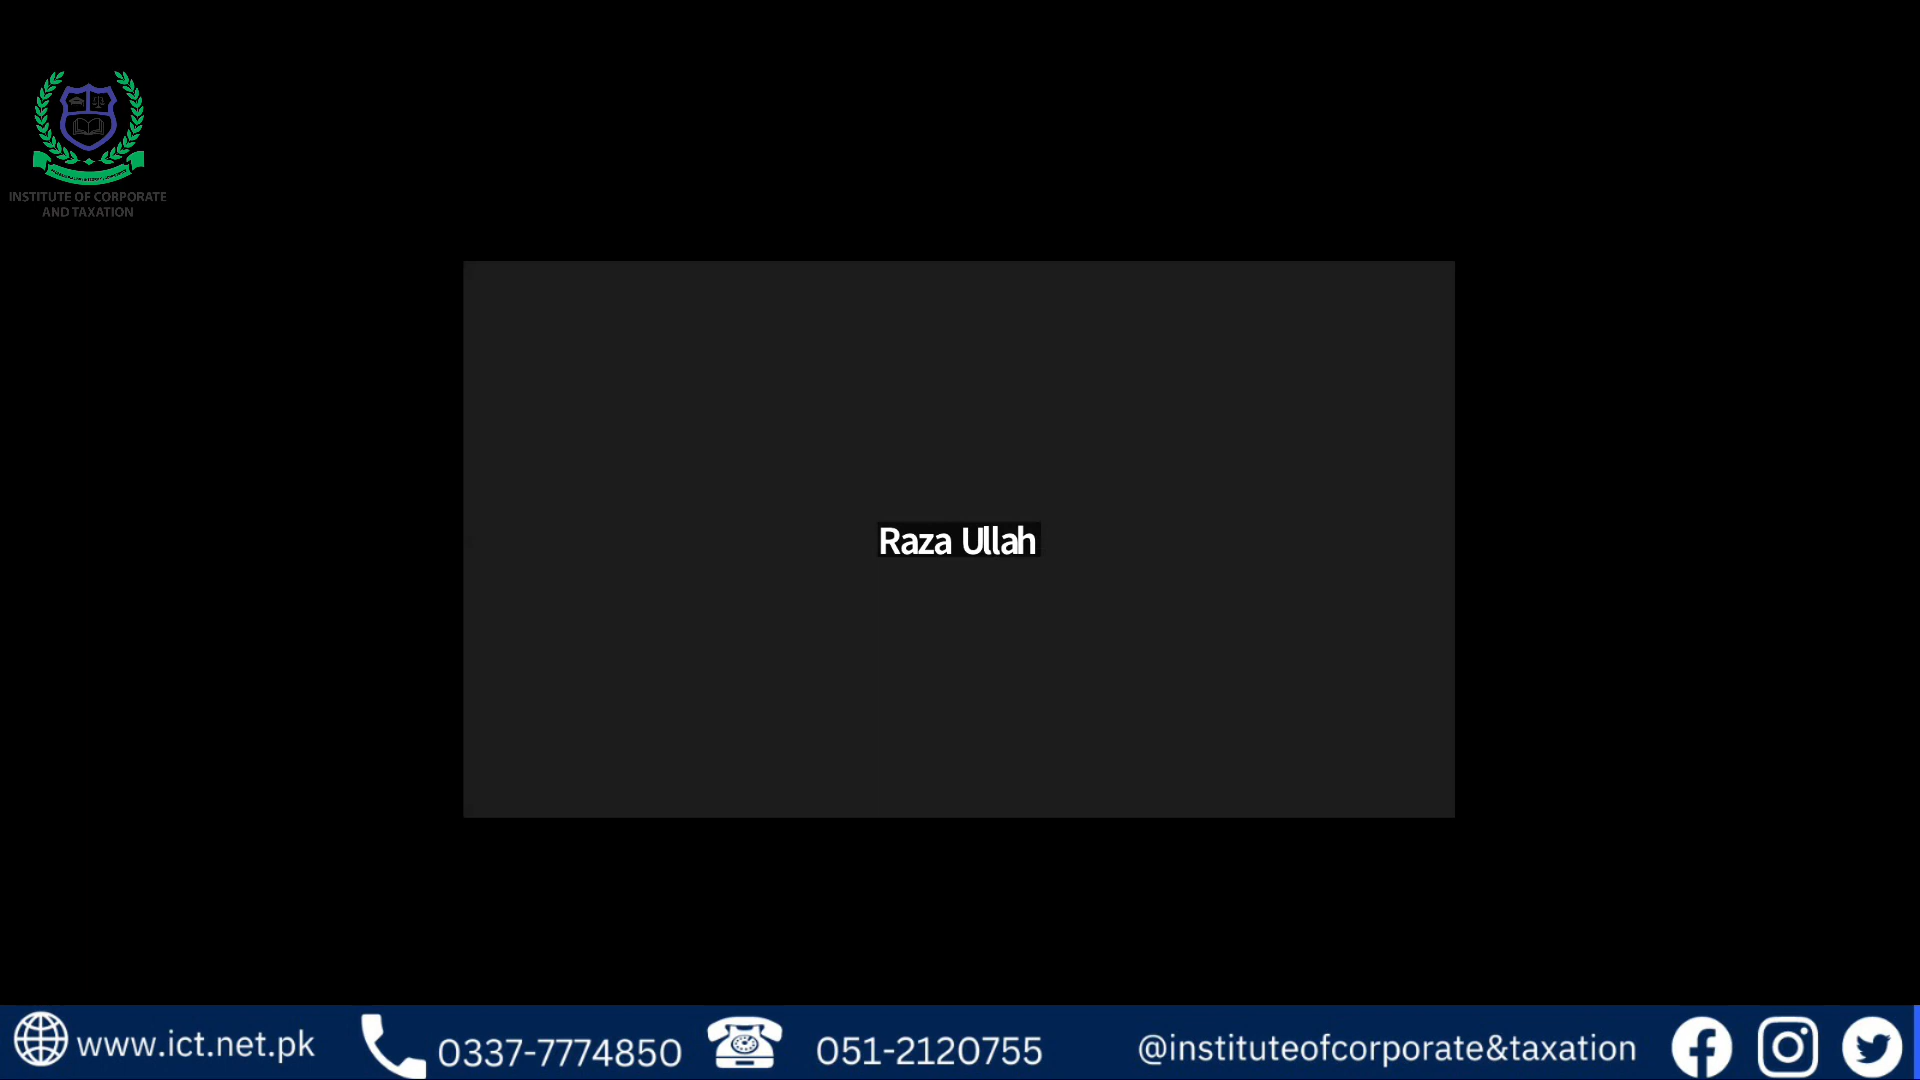 INSTITUTE OF CORPORATE
AND TAXATION
Raza Ullah
www.ict.net.pk
0337-7774850
051-2120755
@instituteofcorporate&taxation